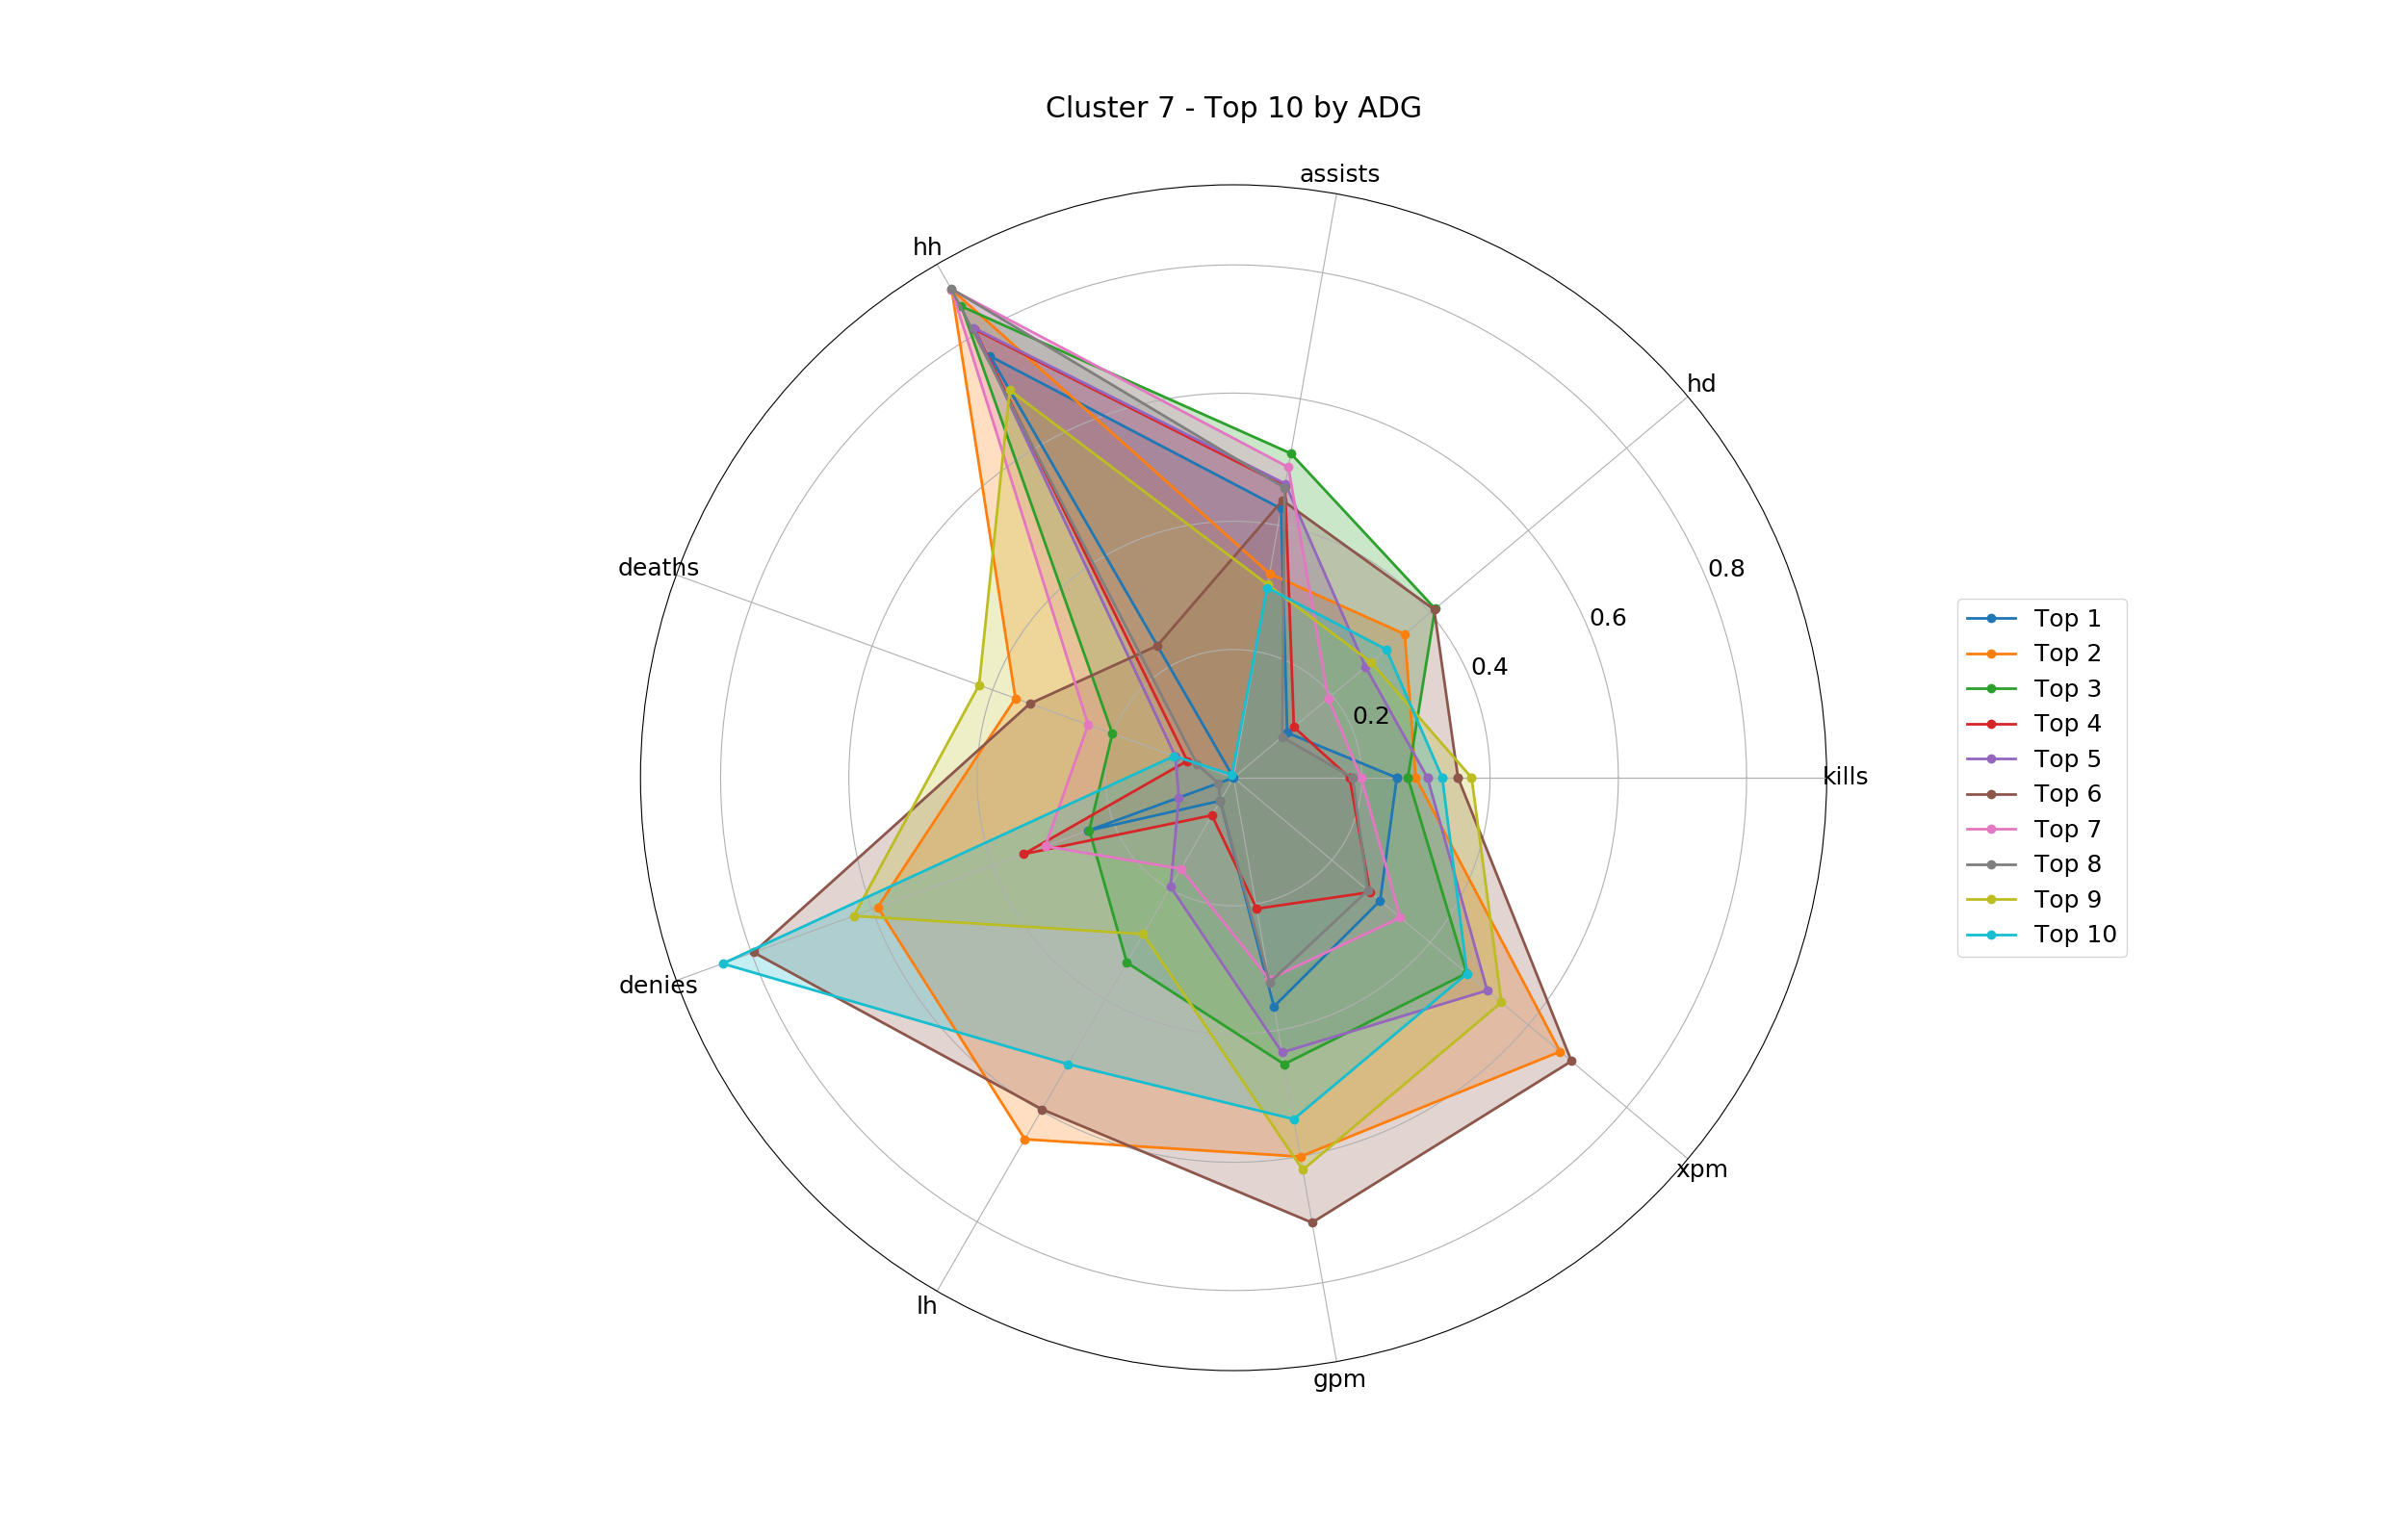 Cluster 7 - Top 10 by ADG
assists
hh
hd
deaths
0.8
0.6
0.4
0.2
kills
denies
xpm
lh
gpm
Top 1
Top 2
Top 3
Top 4
Top 5
Top 6
Top 7
Top 8
Top 9
Top 10